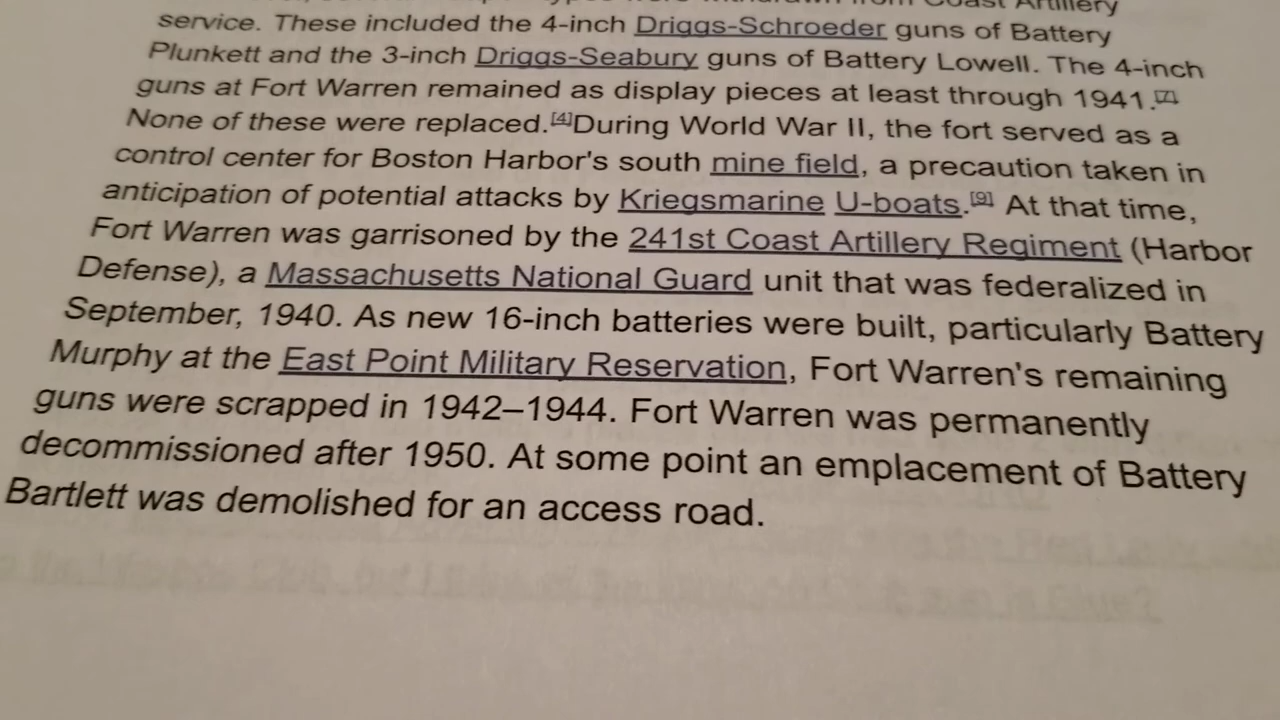 from Coast Artillery
service. These included the 4-inch Driggs-Schroeder guns of Battery
Plunkett and the 3-inch Driggs-Seabury guns of Battery Lowell. The 4-inch
guns at Fort Warren remained as display pieces at least through 1941.[7]
None of these were replaced.[4]During World War II, the fort served as a
control center for Boston Harbor's south mine field, a precaution taken in
anticipation of potential attacks by Kriegsmarine U-boats.[9] At that time,
Fort Warren was garrisoned by the 241st Coast Artillery Regiment (Harbor
Defense), a Massachusetts National Guard unit that was federalized in
September, 1940. As new 16-inch batteries were built, particularly Battery
Murphy at the East Point Military Reservation, Fort Warren's remaining
guns were scrapped in 1942–1944. Fort Warren was permanently
decommissioned after 1950. At some point an emplacement of Battery
Bartlett was demolished for an access road.